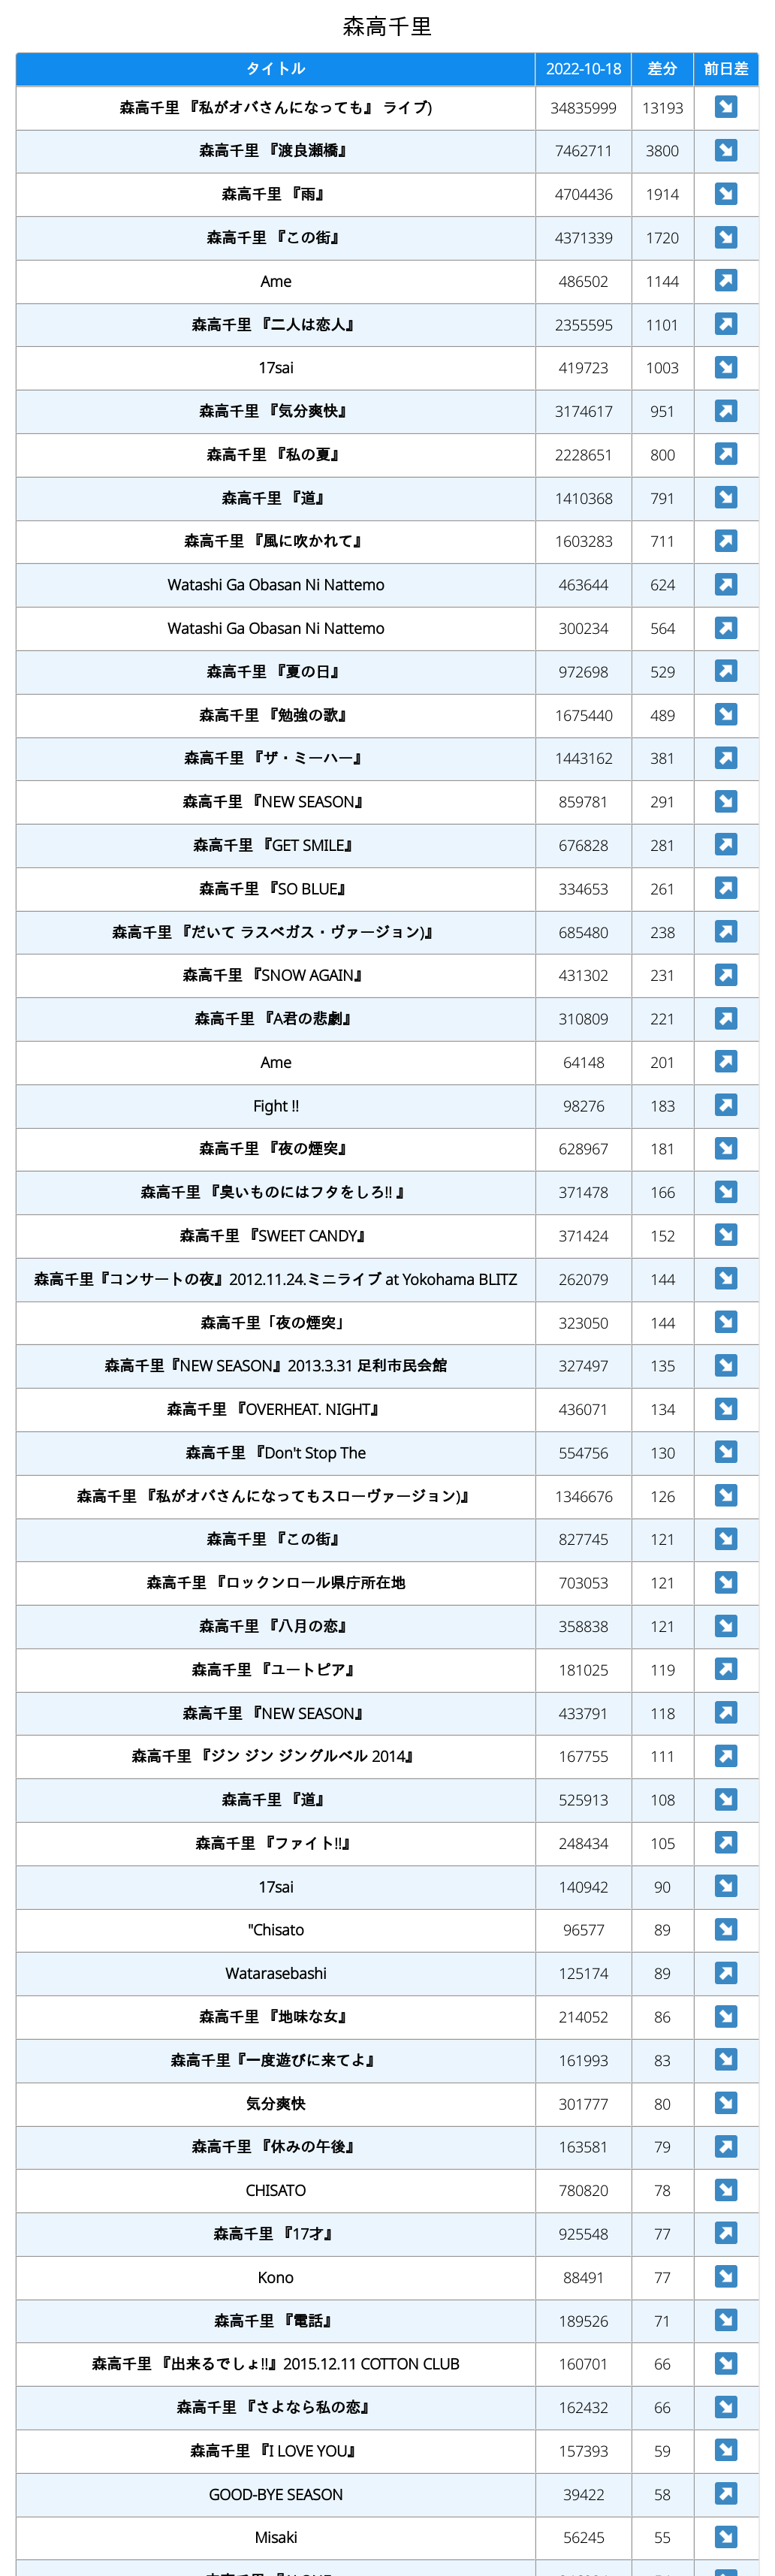 森高千里
タイトル 2022-10-18 差分 前日差
森高千里 『私がオバさんになっても』 ライブ) 34835999 13193
森高千里 『渡良瀬橋』 7462711 3800
森高千里 『雨』 4704436 1914
森高千里 『この街』 4371339 1720
Ame 486502 1144
森高千里 『二人は恋人』 2355595 1101
17sai 419723 1003
森高千里 『気分爽快』 3174617 951
森高千里 『私の夏』 2228651 800
森高千里 『道』 1410368 791
森高千里 『風に吹かれて』 1603283 711
Watashi Ga Obasan Ni Nattemo 463644 624
Watashi Ga Obasan Ni Nattemo 300234 564
森高千里 『夏の日』 972698 529
森高千里 『勉強の歌』 1675440 489
森高千里 『ザ・ミーハー』 1443162 381
森高千里 『NEW SEASON』 859781 291
森高千里 『GET SMILE』 676828 281
森高千里 『SO BLUE』 334653 261
森高千里 『だいて ラスベガス・ヴァージョン)』 685480 238
森高千里 『SNOW AGAIN』 431302 231
森高千里 『A君の悲劇』 310809 221
Ame 64148 201
Fight !! 98276 183
森高千里 『夜の煙突』 628967 181
森高千里 『臭いものにはフタをしろ!! 』 371478 166
森高千里 『SWEET CANDY』 371424 152
森高千里『コンサートの夜』2012.11.24.ミニライブ at Yokohama BLITZ 262079 144
森高千里「夜の煙突」 323050 144
森高千里『NEW SEASON』2013.3.31 足利市民会館 327497 135
森高千里 『OVERHEAT. NIGHT』 436071 134
森高千里 『Don't Stop The 554756 130
森高千里 『私がオバさんになってもスローヴァージョン)』 1346676 126
森高千里 『この街』 827745 121
森高千里 『ロックンロール県庁所在地 703053 121
森高千里 『八月の恋』 358838 121
森高千里 『ユートピア』 181025 119
森高千里 『NEW SEASON』 433791 118
森高千里 『ジン ジン ジングルベル 2014』 167755 111
森高千里 『道』 525913 108
森高千里 『ファイト!!』 248434 105
17sai 140942 90
"Chisato 96577 89
Watarasebashi 125174 89
森高千里 『地味な女』 214052 86
森高千里『一度遊びに来てよ』 161993 83
気分爽快 301777 80
森高千里 『休みの午後』 163581 79
CHISATO 780820 78
森高千里 『17才』 925548 77
Kono 88491 77
森高千里 『電話』 189526 71
森高千里 『出来るでしょ!!』2015.12.11 COTTON CLUB 160701 66
森高千里 『さよなら私の恋』 162432 66
森高千里 『I LOVE YOU』 157393 59
GOOD-BYE SEASON 39422 58
Misaki 56245 55